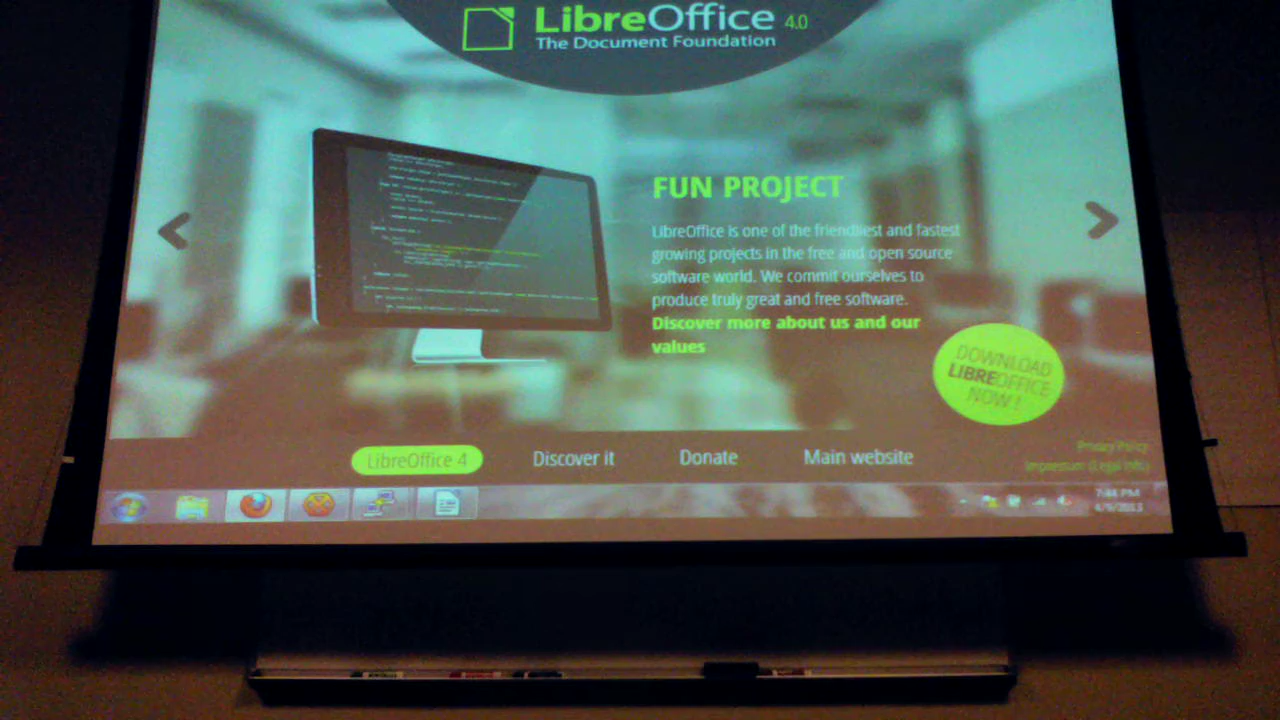 LibreOffice 4.0
The Document Foundation
FUN PROJECT
LibreOffice is one of the friendliest and fastest
growing projects in the free and open source
software world. We commit ourselves to
produce truly great and free software.
Discover more about us and our
values
DOWNLOAD
LIBREOFFICE
NOW!
LibreOffice 4
Discover it
Donate
Main website
Privacy Policy
Impressum (Legal Info)
7:44 PM
4/9/2013